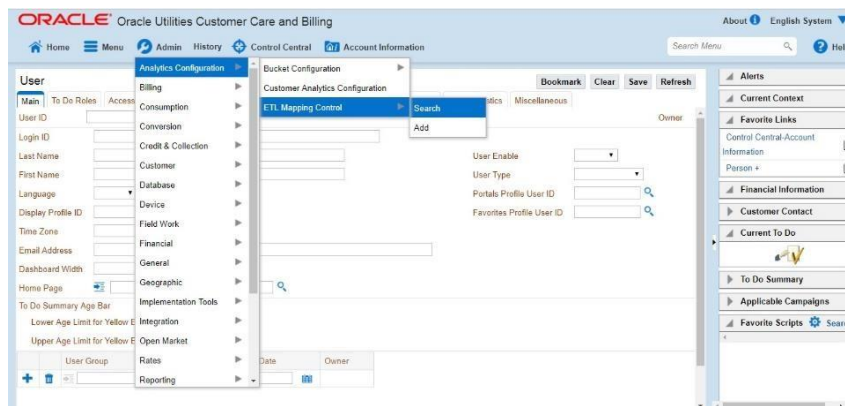 ORACLE Oracle Utilities Customer Care and Billing
About English System
Home Menu Admin History Control Central Account Information
Search Menu
User
Bookmark Clear Save Refresh
Main To Do Roles Miscellaneous
User ID
Owner
Login ID
Last Name
First Name
Language
Display Profile ID
Time Zone
Email Address
Dashboard Width
Home Page
To Do Summary Age Bar
Lower Age Limit for Yellow
Upper Age Limit for Yellow
User Group
Date
Owner
User Enable
User Type
Portals Profile User ID
Favorites Profile User ID
Analytics Configuration
Billing
Consumption
Conversion
Credit & Collection
Customer
Database
Device
Field Work
Financial
General
Geographic
Implementation Tools
Integration
Open Market
Rates
Reporting
Bucket Configuration
Customer Analytics Configuration
ETL Mapping Control
Search
Add
Alerts
Current Context
Favorite Links
Control Central-Account
Information
Person +
Financial Information
Customer Contact
Current To Do
To Do Summary
Applicable Campaigns
Favorite Scripts